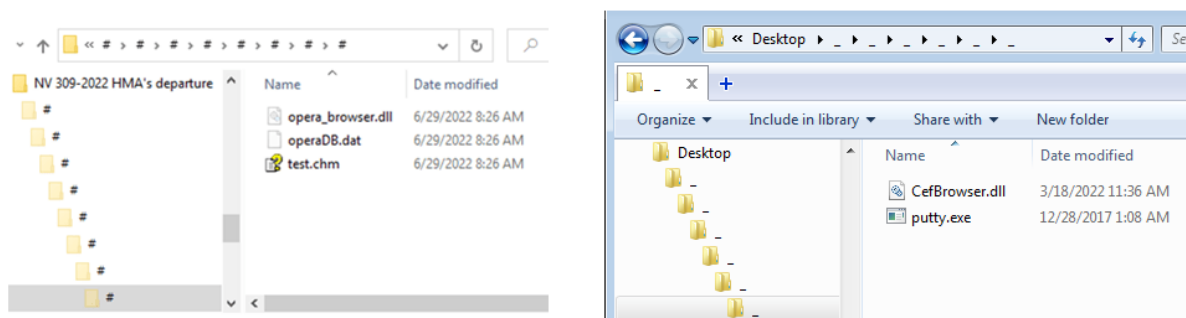 « # › # › # › # › # › # › # › #
NV 309-2022 HMA's departure
#
#
#
#
#
#
#
#
Name
Date modified
opera_browser.dll
6/29/2022 8:26 AM
operaDB.dat
6/29/2022 8:26 AM
test.chm
6/29/2022 8:26 AM
« Desktop ▸ _ ▸ _ ▸ _ ▸ _ ▸ _ ▸ _
Se
_ x +
Organize ▾
Include in library ▾
Share with ▾
New folder
Desktop
_
_
_
_
_
_
Name
Date modified
CefBrowser.dll
3/18/2022 11:36 AM
putty.exe
12/28/2017 1:08 AM